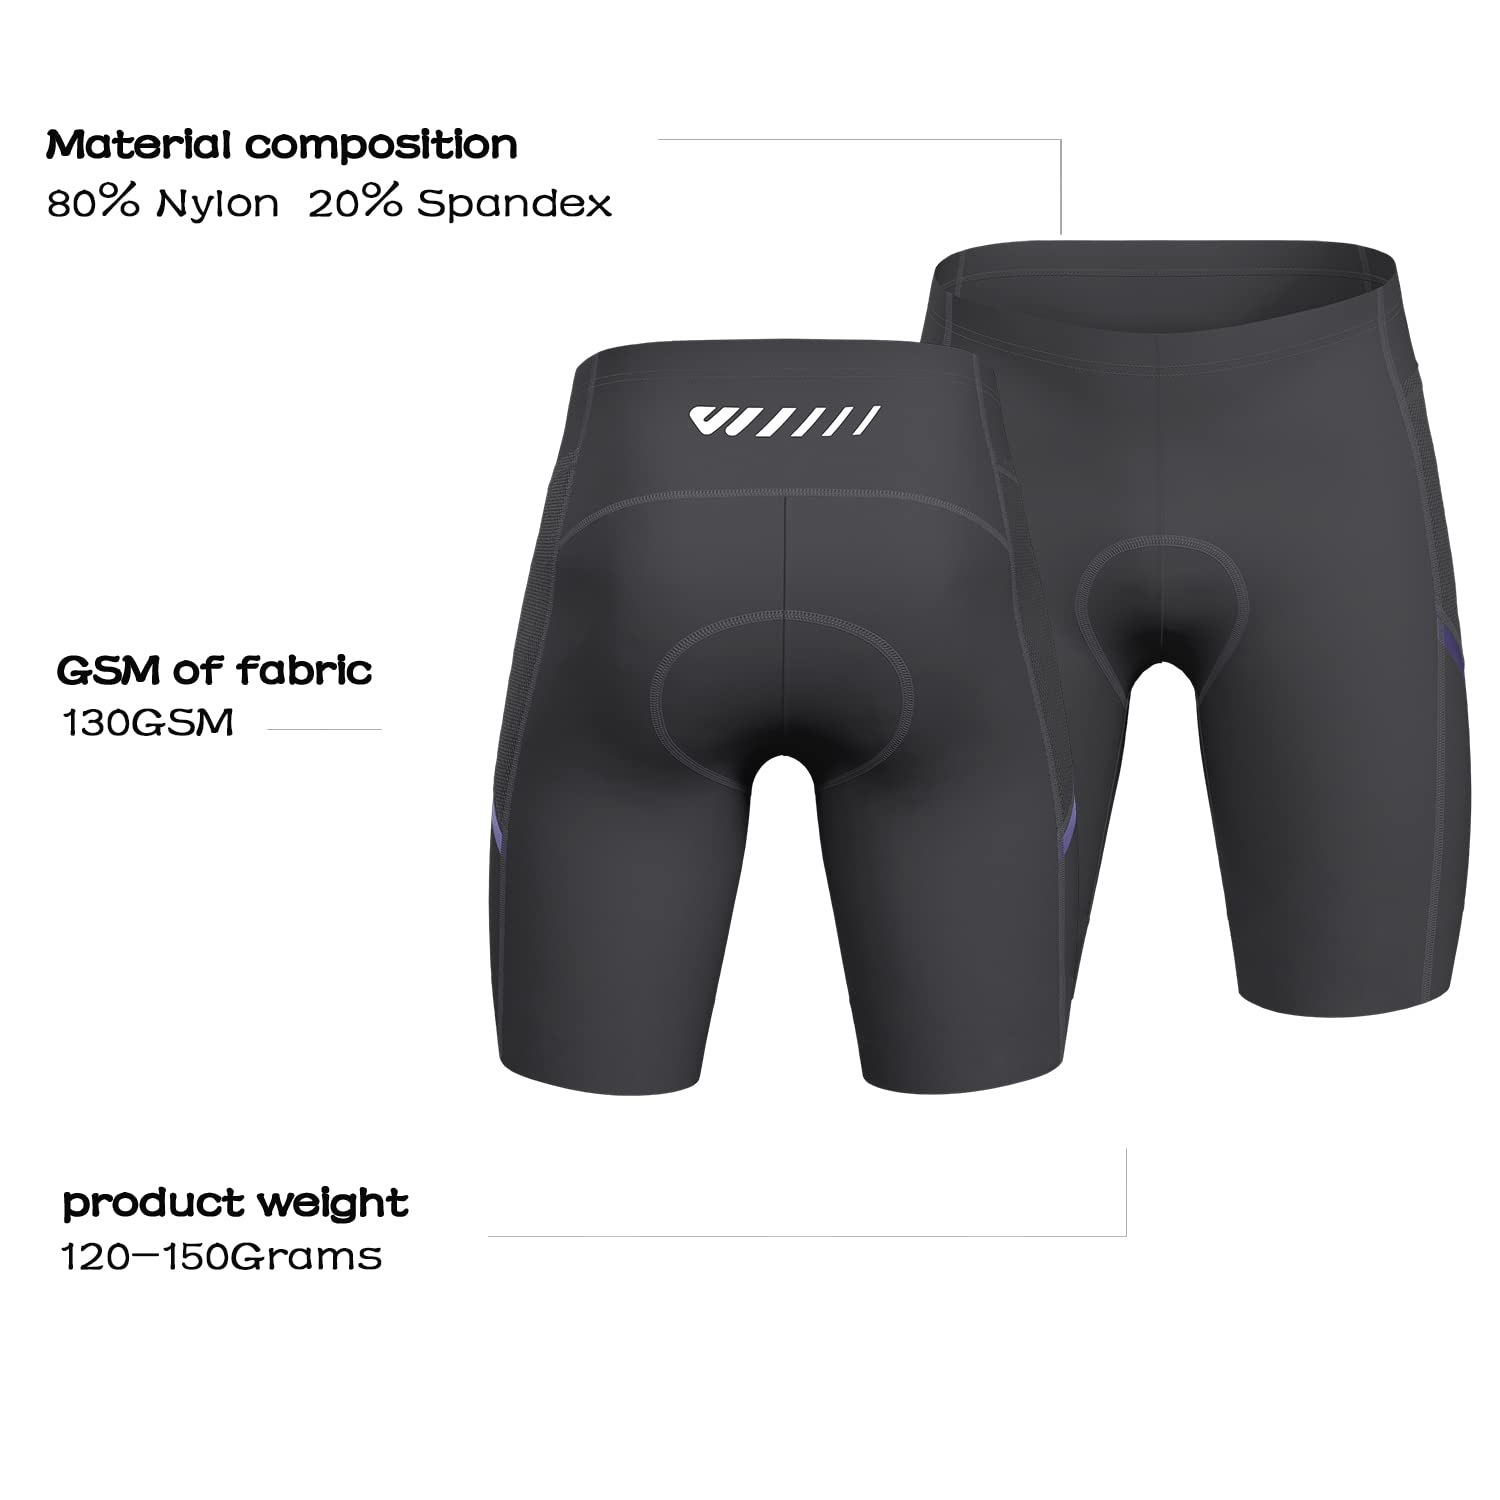 Material composition
80% Nylon 20% Spandex
GSM of fabric
130GSM
product weight
120-150Grams